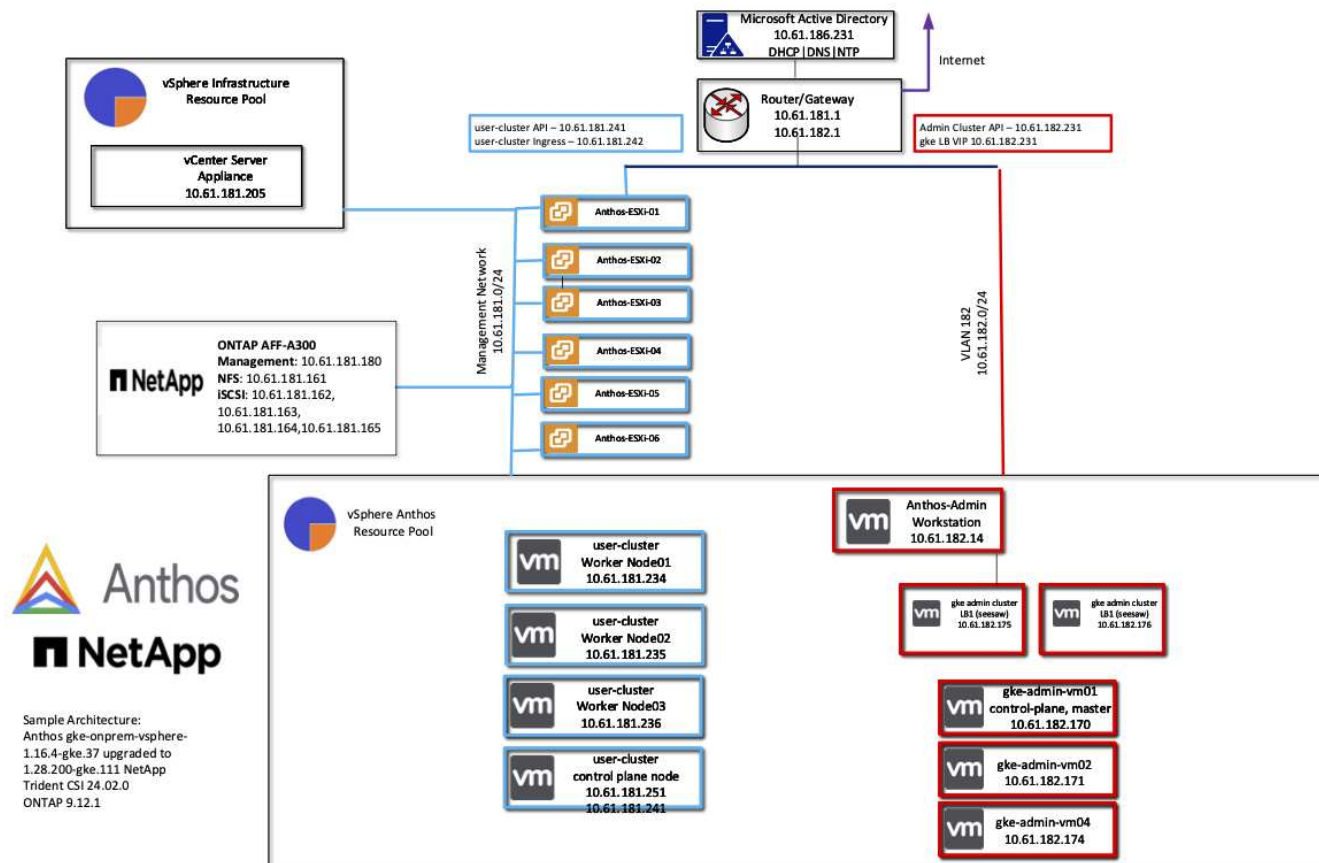 Microsoft Active Directory
10.61.186.231
DHCP|DNS|NTP
Internet
vSphere Infrastructure
Resource Pool
vCenter Server
Appliance
10.61.181.205
Router/Gateway
10.61.181.1
10.61.182.1
user-cluster API – 10.61.181.241
user-cluster Ingress – 10.61.181.242
Admin Cluster API – 10.61.182.231
gke LB VIP 10.61.182.231
Anthos-ESXi-01
Anthos-ESXi-02
Anthos-ESXi-03
Anthos-ESXi-04
Anthos-ESXi-05
Anthos-ESXi-06
Management Network
10.61.181.0/24
VLAN 182
10.61.182.0/24
NetApp
ONTAP AFF-A300
Management: 10.61.181.180
NFS: 10.61.181.161
iSCSI: 10.61.181.162,
10.61.181.163,
10.61.181.164,10.61.181.165
vSphere Anthos
Resource Pool
vm
user-cluster
Worker Node01
10.61.181.234
vm
user-cluster
Worker Node02
10.61.181.235
vm
user-cluster
Worker Node03
10.61.181.236
vm
user-cluster
control plane node
10.61.181.251
10.61.181.241
vm
Anthos-Admin
Workstation
10.61.182.14
vm
gke admin cluster
LB1 (seesaw)
10.61.182.175
vm
gke admin cluster
LB1 (seesaw)
10.61.182.176
vm
gke-admin-vm01
control-plane, master
10.61.182.170
vm
gke-admin-vm02
10.61.182.171
vm
gke-admin-vm04
10.61.182.174
Anthos
NetApp
Sample Architecture:
Anthos gke-onprem-vsphere-
1.16.4-gke.37 upgraded to
1.28.200-gke.111 NetApp
Trident CSI 24.02.0
ONTAP 9.12.1